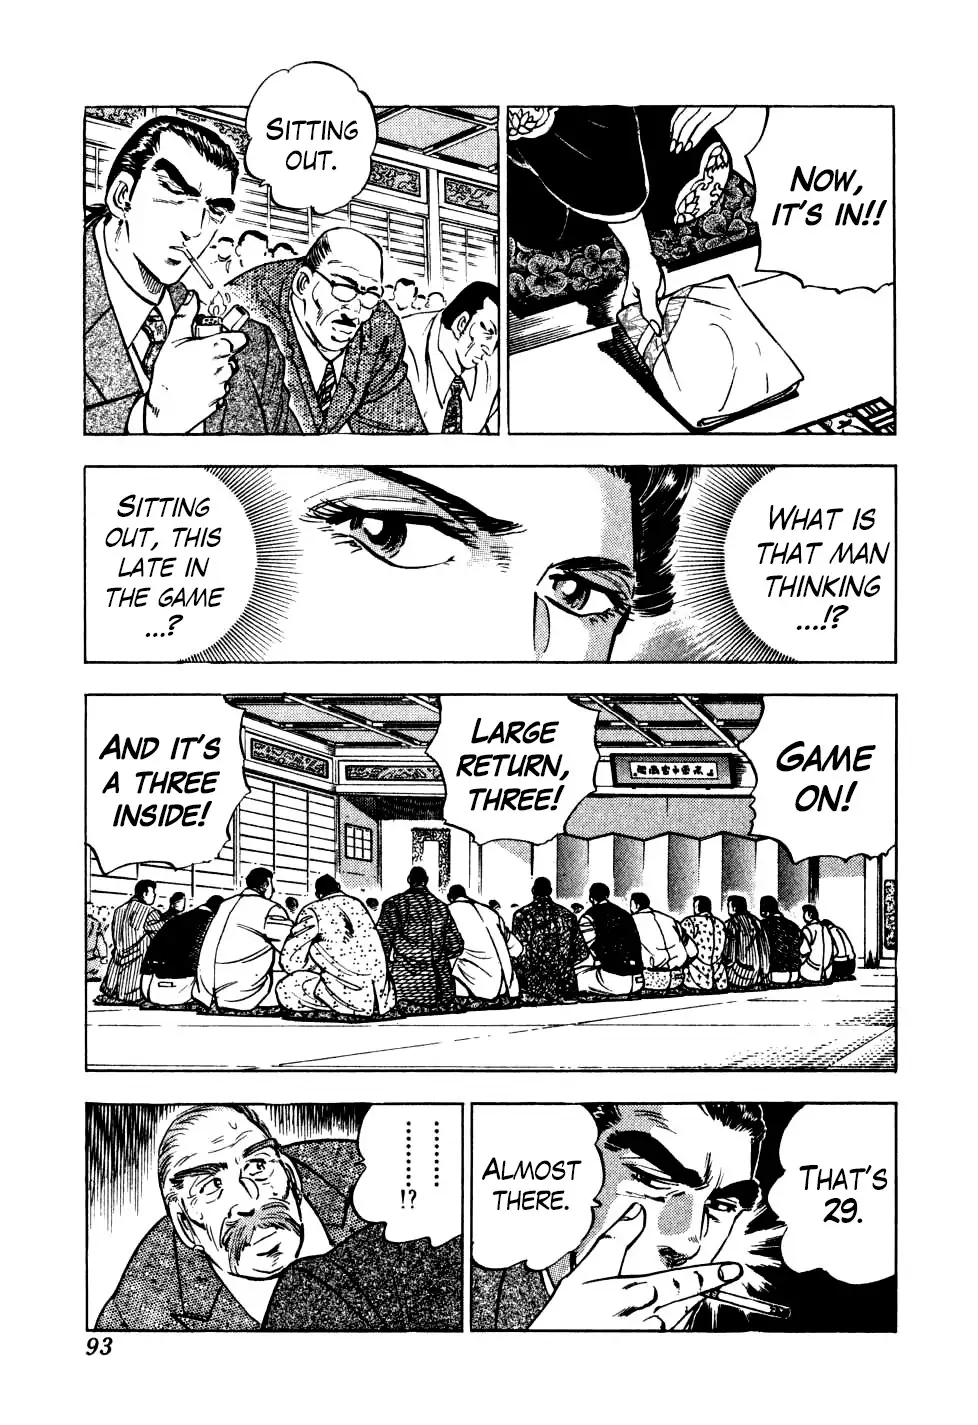 NOW,
IT'S IN!!
SITTING
OUT.
WHAT IS
THAT MAN
THINKING
....!?
SITTING
OUT, THIS
LATE IN
THE GAME
...?
GAME
ON!
LARGE
RETURN,
THREE!
AND IT'S
A THREE
INSIDE!
THAT'S
29.
ALMOST
THERE.
!?
93